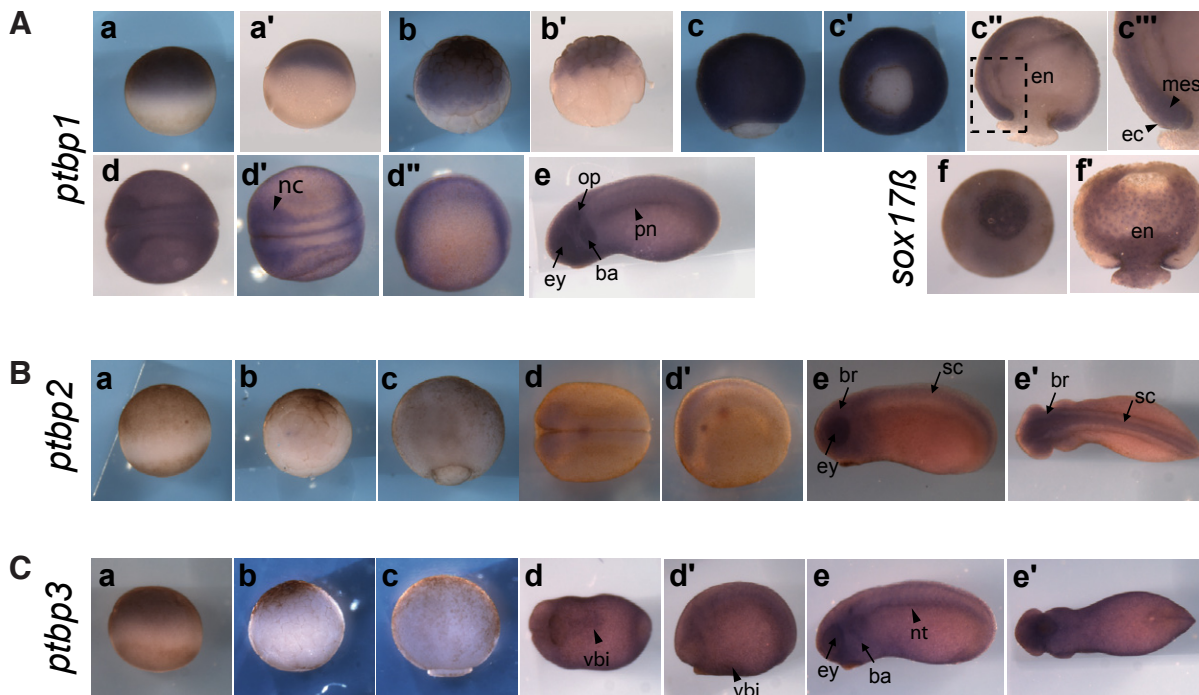 A
ptbp1
a a' b b' c c' c'' c'''
en mes ec
d d' d'' e
nc op pn ey ba
sox17ß
f f'
en
B
ptbp2
a b c d d' e e'
br sc ey br sc
C
ptbp3
a b c d d' e e'
vbi vbi nt ey ba